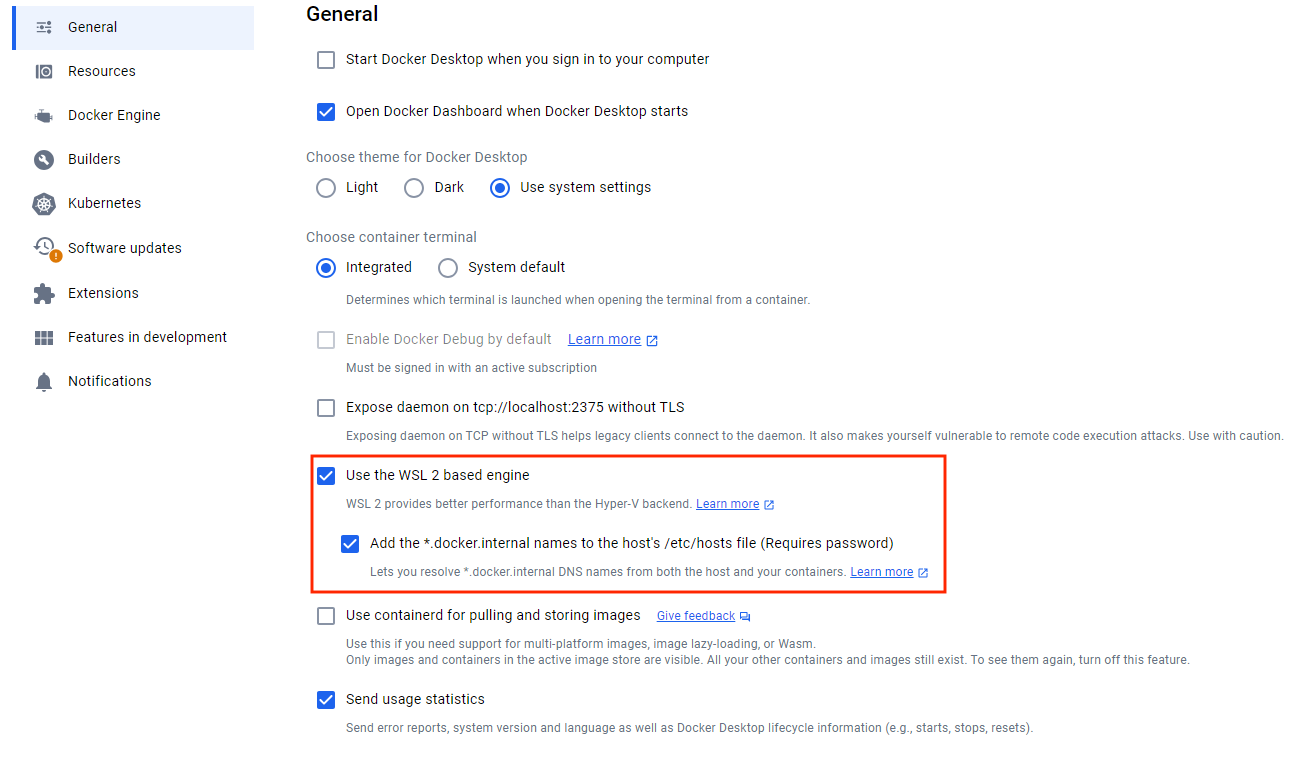 General
Resources
Docker Engine
Builders
Kubernetes
Software updates
Extensions
Features in development
Notifications
General
Start Docker Desktop when you sign in to your computer
Open Docker Dashboard when Docker Desktop starts
Choose theme for Docker Desktop
Light Dark Use system settings
Choose container terminal
Integrated System default
Determines which terminal is launched when opening the terminal from a container.
Enable Docker Debug by default Learn more
Must be signed in with an active subscription
Expose daemon on tcp://localhost:2375 without TLS
Exposing daemon on TCP without TLS helps legacy clients connect to the daemon. It also makes yourself vulnerable to remote code execution attacks. Use with caution.
Use the WSL 2 based engine
WSL 2 provides better performance than the Hyper-V backend. Learn more
Add the *.docker.internal names to the host's /etc/hosts file (Requires password)
Lets you resolve *.docker.internal DNS names from both the host and your containers. Learn more
Use containerd for pulling and storing images Give feedback
Use this if you need support for multi-platform images, image lazy-loading, or Wasm.
Only images and containers in the active image store are visible. All your other containers and images still exist. To see them again, turn off this feature.
Send usage statistics
Send error reports, system version and language as well as Docker Desktop lifecycle information (e.g., starts, stops, resets).